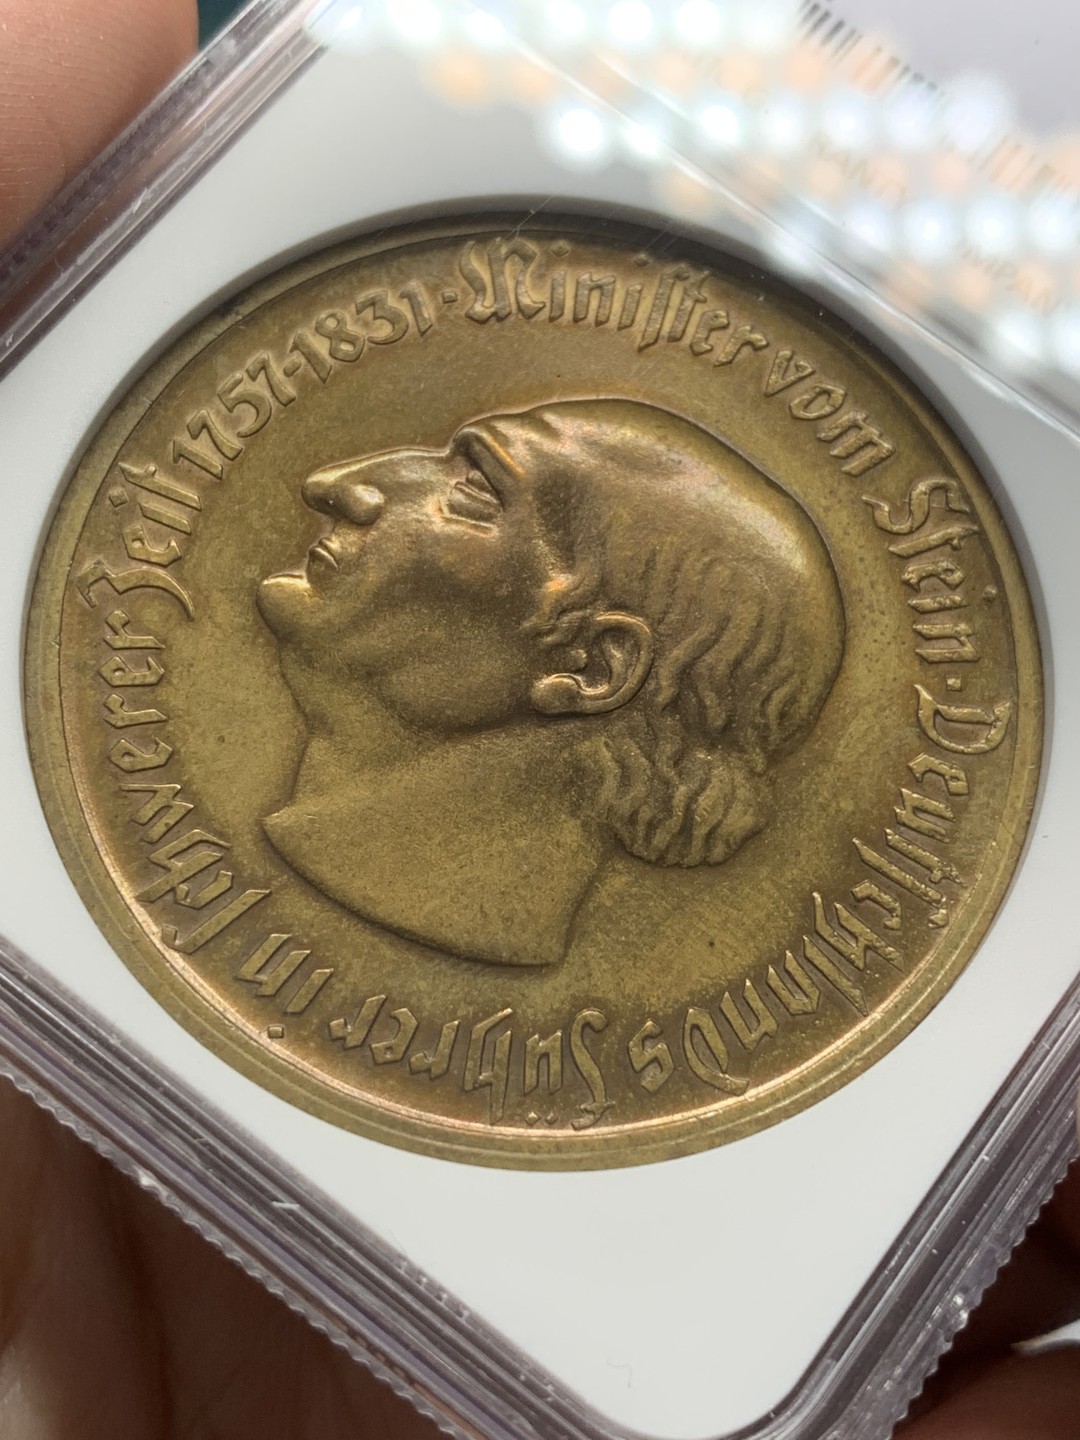 Minister vom Stein · Deutschlands Führer in schwerer Zeit 1757-1831 ·